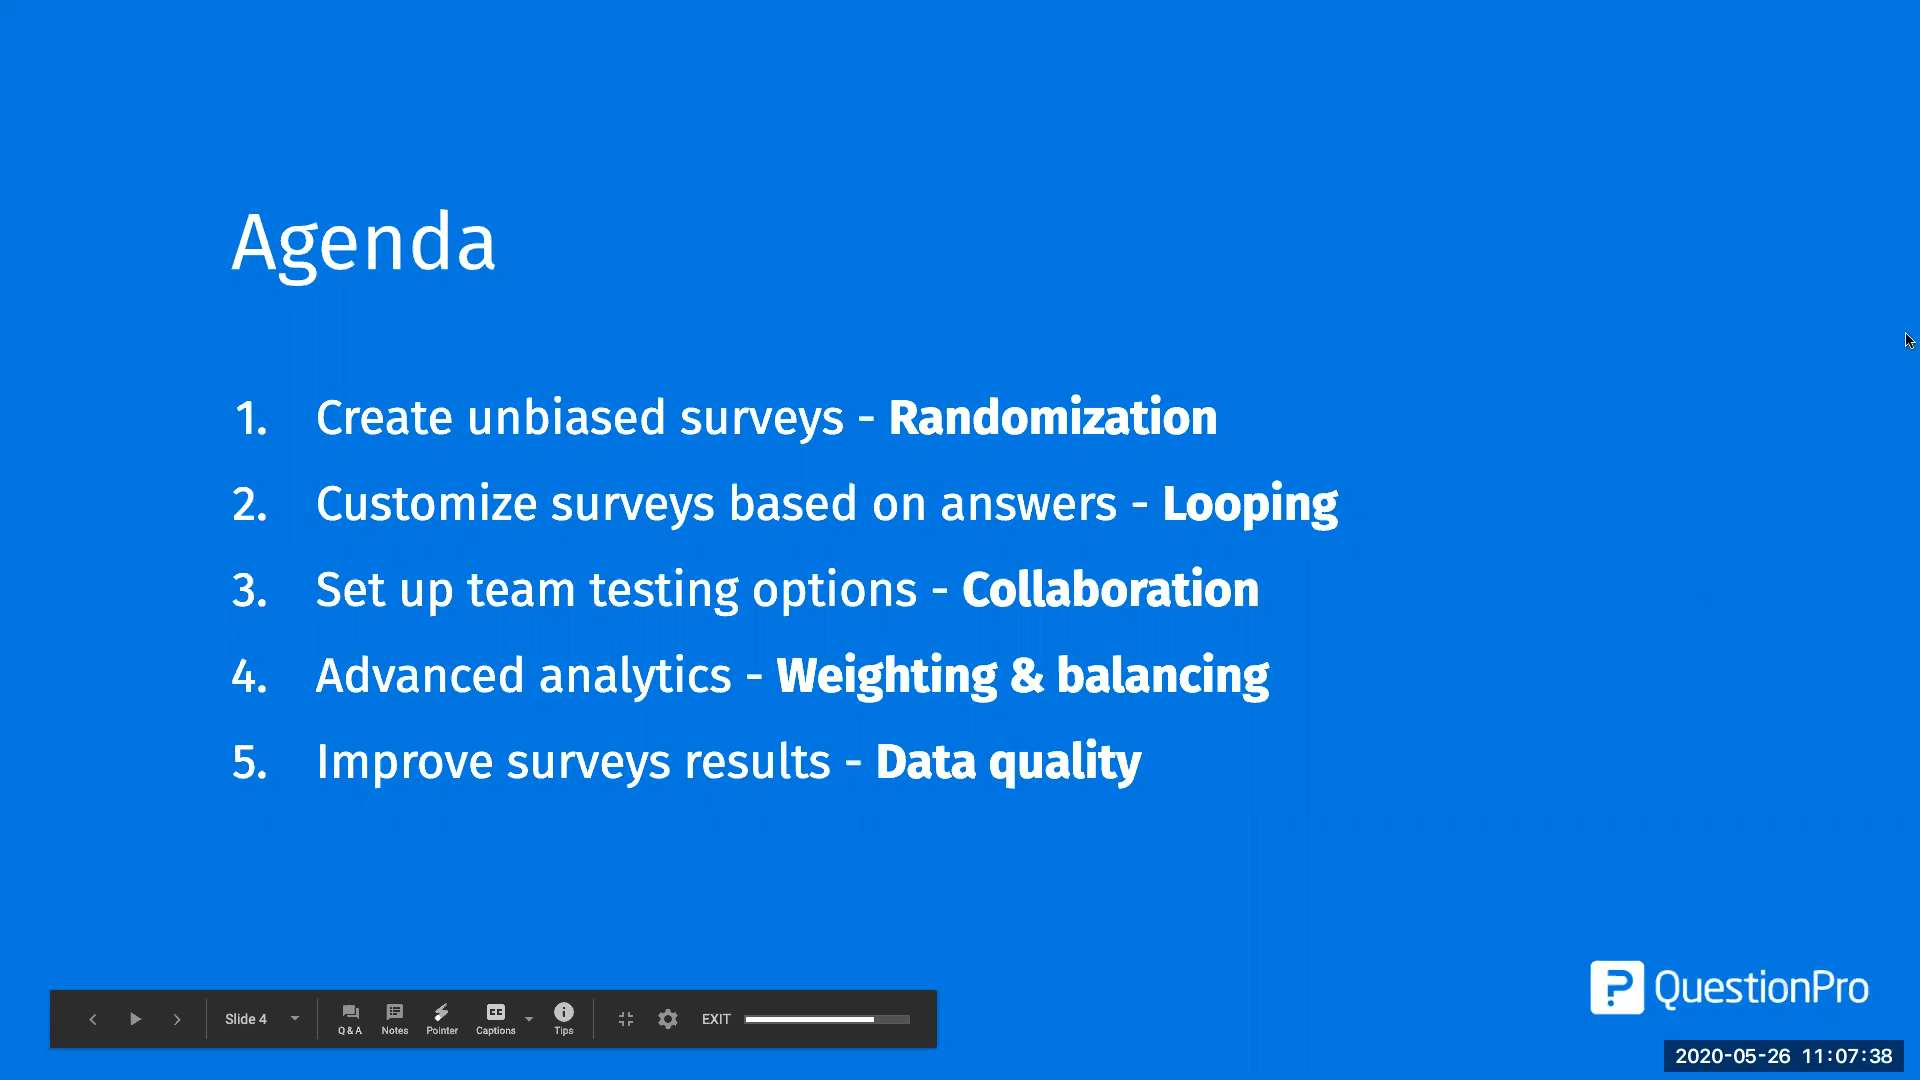 Agenda
1. Create unbiased surveys - Randomization
2. Customize surveys based on answers - Looping
3. Set up team testing options - Collaboration
4. Advanced analytics - Weighting & balancing
5. Improve surveys results - Data quality
QuestionPro
Slide 4 Q & A Notes Pointer CC Captions Tips EXIT
2020-05-26 11:07:38